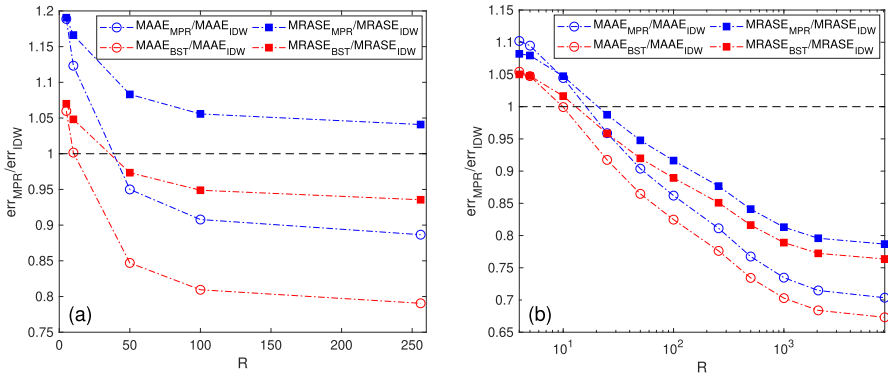 1.2
1.15
1.1
1.05
1
0.95
0.9
0.85
0.8
0.75
0 50 100 150 200 250
R
err_MPR/err_IDW
MAAE_MPR/MAAE_IDW MRASE_MPR/MRASE_IDW
MAAE_BST/MAAE_IDW MRASE_BST/MRASE_IDW
(a)
1.15
1.1
1.05
1
0.95
0.9
0.85
0.8
0.75
0.7
0.65
10^1 10^2 10^3
R
err_MPR/err_IDW
MAAE_MPR/MAAE_IDW MRASE_MPR/MRASE_IDW
MAAE_BST/MAAE_IDW MRASE_BST/MRASE_IDW
(b)